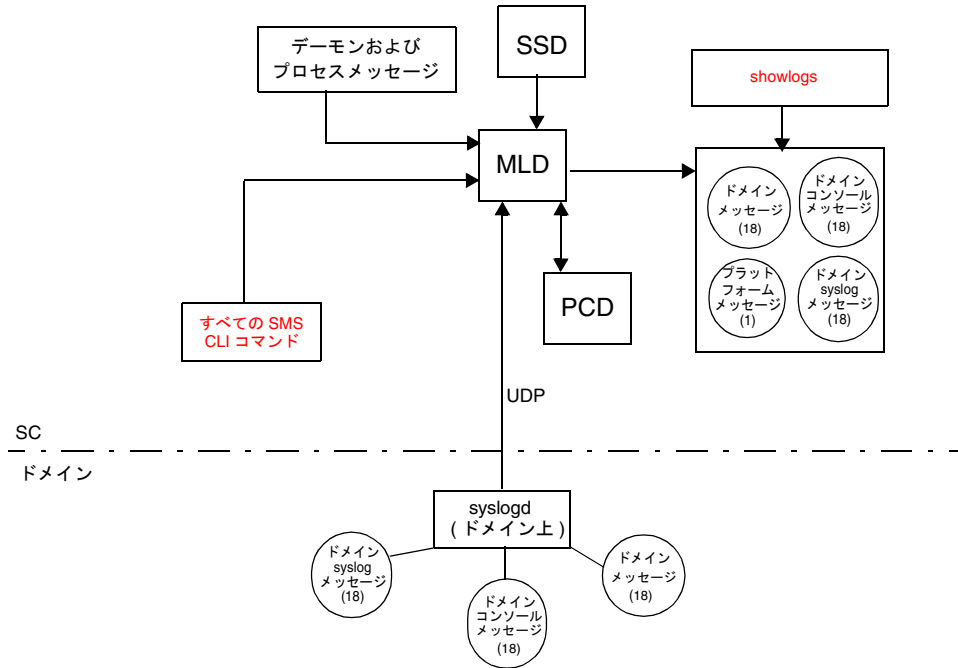 デーモンおよび
プロセスメッセージ
SSD
showlogs
MLD
ドメイン
メッセージ
(18)
ドメイン
コンソール
メッセージ
(18)
プラット
フォーム
メッセージ
(1)
ドメイン
syslog
メッセージ
(18)
PCD
すべての SMS
CLI コマンド
UDP
SC
ドメイン
syslogd
( ドメイン上 )
ドメイン
syslog
メッセージ
(18)
ドメイン
コンソール
メッセージ
(18)
ドメイン
メッセージ
(18)